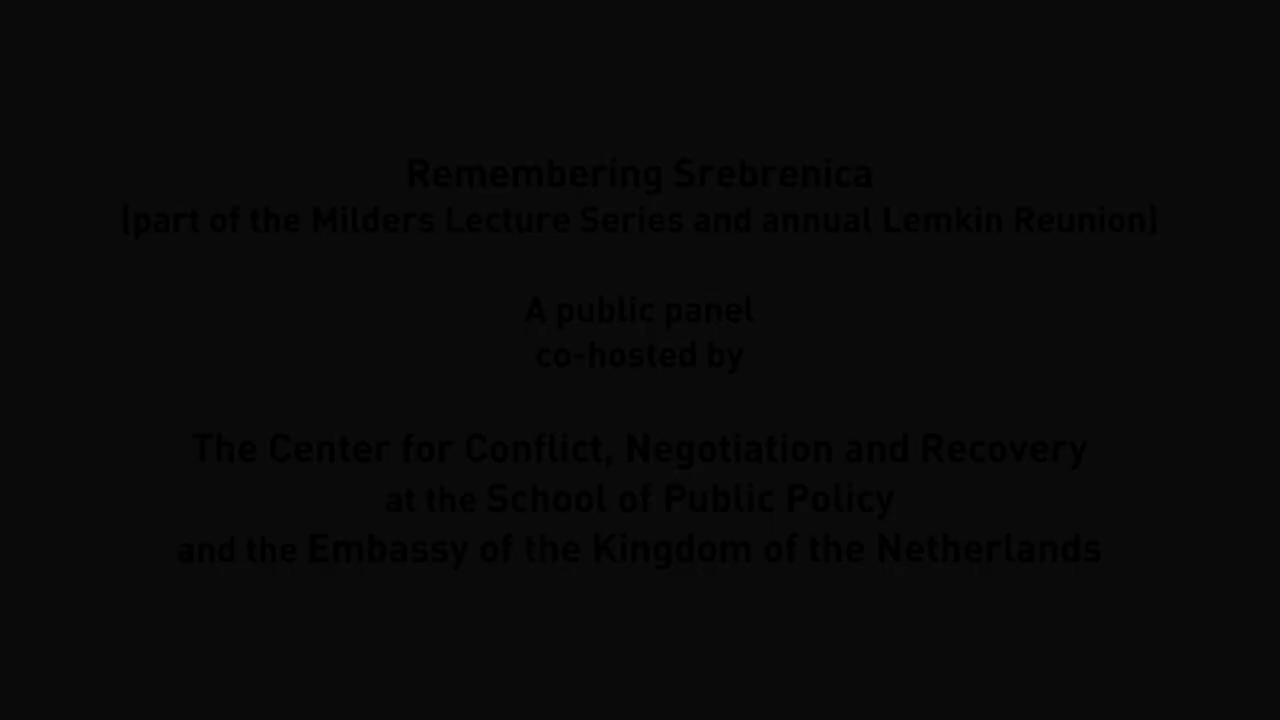 Remembering Srebrenica
(part of the Milders Lecture Series and annual Lemkin Reunion)
A public panel
co-hosted by
The Center for Conflict, Negotiation and Recovery
at the School of Public Policy
and the Embassy of the Kingdom of the Netherlands